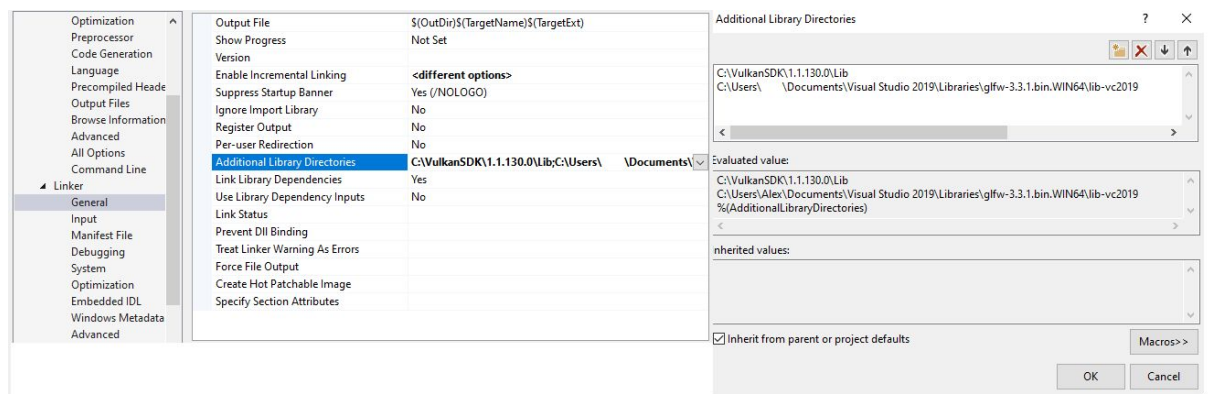 Optimization
Preprocessor
Code Generation
Language
Precompiled Heade
Output Files
Browse Information
Advanced
All Options
Command Line
Linker
General
Input
Manifest File
Debugging
System
Optimization
Embedded IDL
Windows Metadata
Advanced
Output File $(OutDir)$(TargetName)$(TargetExt)
Show Progress Not Set
Version
Enable Incremental Linking <different options>
Suppress Startup Banner Yes (/NOLOGO)
Ignore Import Library No
Register Output No
Per-user Redirection No
Additional Library Directories C:\VulkanSDK\1.1.130.0\Lib;C:\Users\ \Documents\
Link Library Dependencies Yes
Use Library Dependency Inputs No
Link Status
Prevent Dll Binding
Treat Linker Warning As Errors
Force File Output
Create Hot Patchable Image
Specify Section Attributes
Additional Library Directories ? X
C:\VulkanSDK\1.1.130.0\Lib
C:\Users\ \Documents\Visual Studio 2019\Libraries\glfw-3.3.1.bin.WIN64\lib-vc2019
Evaluated value:
C:\VulkanSDK\1.1.130.0\Lib
C:\Users\Alex\Documents\Visual Studio 2019\Libraries\glfw-3.3.1.bin.WIN64\lib-vc2019
%(AdditionalLibraryDirectories)
nherited values:
Inherit from parent or project defaults
Macros>>
OK Cancel